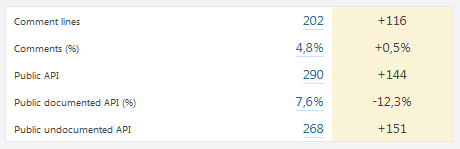 Comment lines 202 +116
Comments (%) 4,8% +0,5%
Public API 290 +144
Public documented API (%) 7,6% -12,3%
Public undocumented API 268 +151